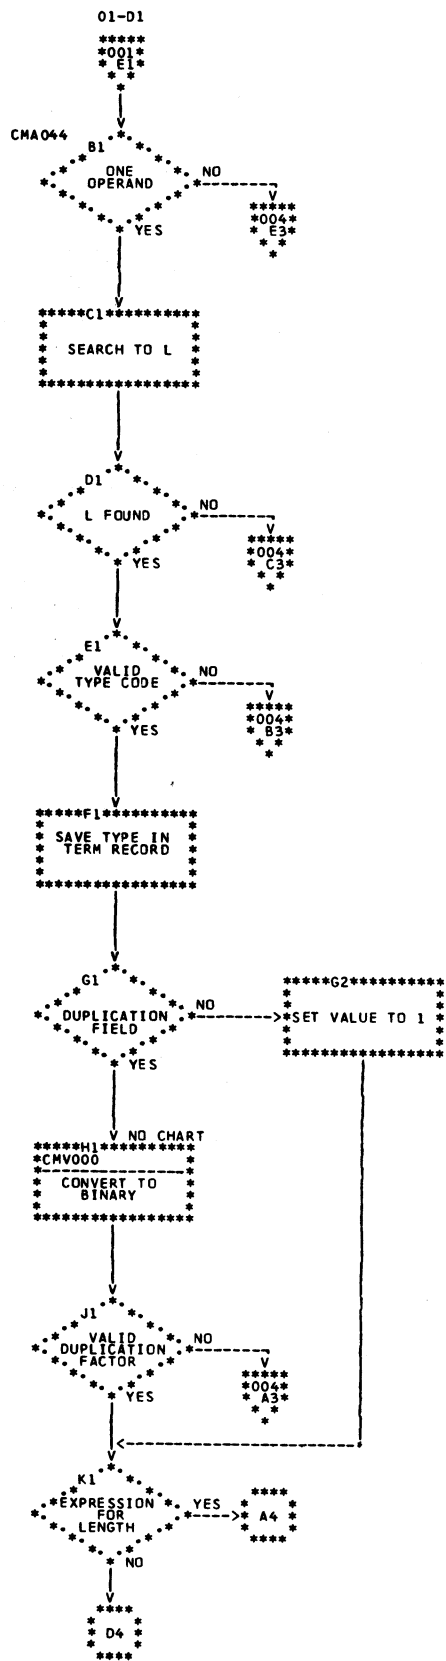 01-D1
001
E1
CMA044
B1
ONE
OPERAND
NO
004
E3
YES
C1
SEARCH TO L
D1
L FOUND
NO
004
C3
YES
E1
VALID
TYPE CODE
NO
004
B3
YES
F1
SAVE TYPE IN
TERM RECORD
G1
DUPLICATION
FIELD
NO
G2
SET VALUE TO 1
YES
NO CHART
H1
CMV000
CONVERT TO
BINARY
J1
VALID
DUPLICATION
FACTOR
NO
004
A3
YES
K1
EXPRESSION
FOR
LENGTH
YES
A4
NO
D4